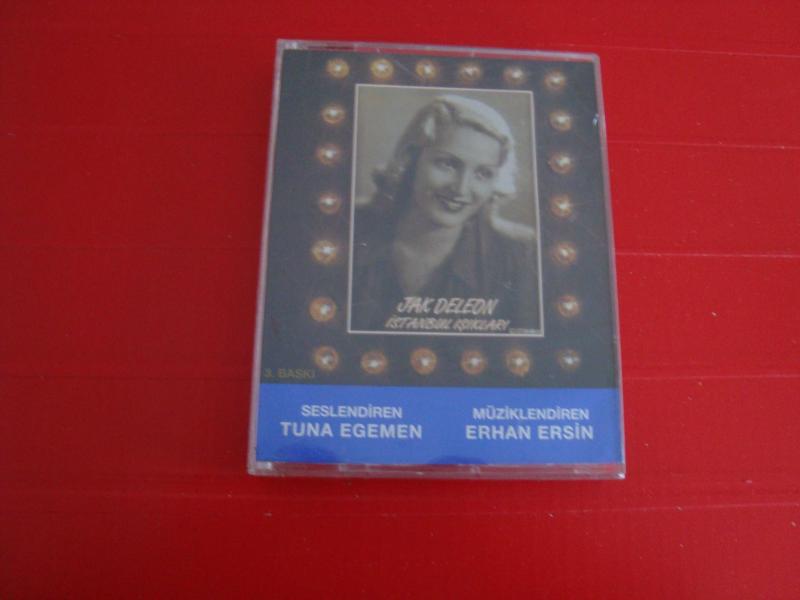 JAK DELEON
İSTANBUL IŞIKLARI
3. BASKI
SESLENDİREN
TUNA EGEMEN
MÜZİKLENDİREN
ERHAN ERSİN